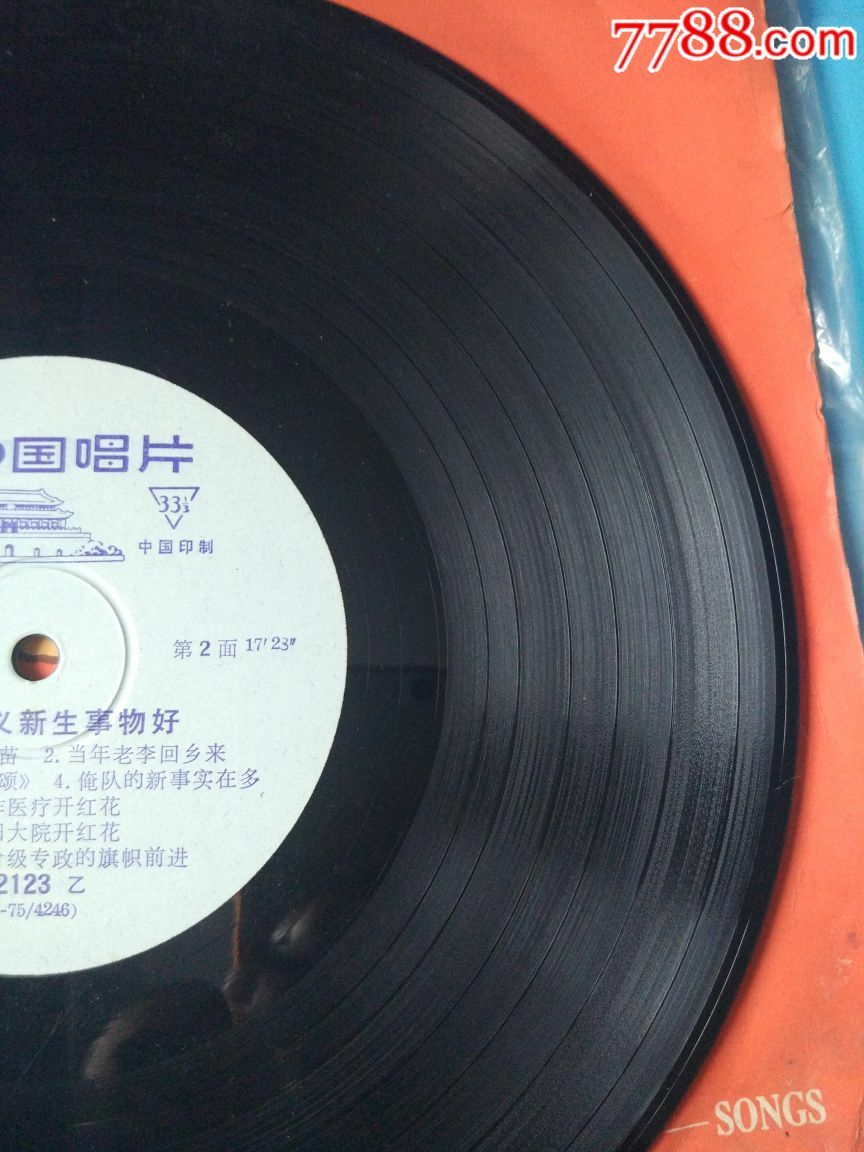 7788.com
国唱片
33⅓
中国印制
第2面 17′23″
义新生事物好
苗 2.当年老李回乡来
颂》 4.俺队的新事实在多
医疗开红花
大院开红花
级专政的旗帜前进
2123 乙
-75/4246)
SONGS